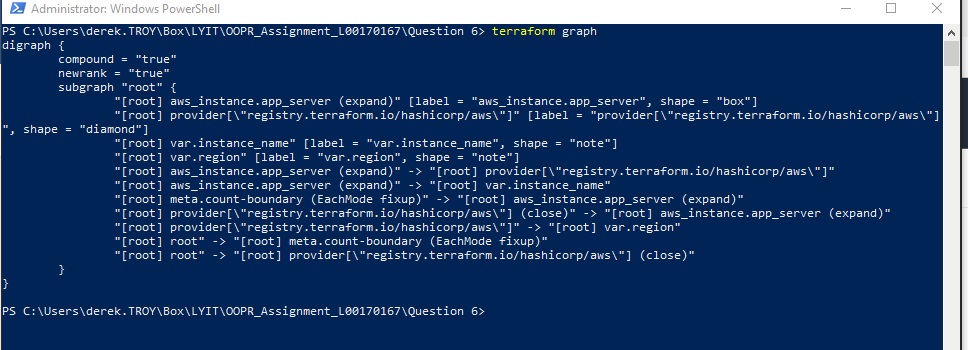 Administrator: Windows PowerShell
PS C:\Users\derek.TROY\Box\LYIT\OOPR_Assignment_L00170167\Question 6> terraform graph
digraph {
        compound = "true"
        newrank = "true"
        subgraph "root" {
                "[root] aws_instance.app_server (expand)" [label = "aws_instance.app_server", shape = "box"]
                "[root] provider[\"registry.terraform.io/hashicorp/aws\"]" [label = "provider[\"registry.terraform.io/hashicorp/aws\"]
", shape = "diamond"]
                "[root] var.instance_name" [label = "var.instance_name", shape = "note"]
                "[root] var.region" [label = "var.region", shape = "note"]
                "[root] aws_instance.app_server (expand)" -> "[root] provider[\"registry.terraform.io/hashicorp/aws\"]"
                "[root] aws_instance.app_server (expand)" -> "[root] var.instance_name"
                "[root] meta.count-boundary (EachMode fixup)" -> "[root] aws_instance.app_server (expand)"
                "[root] provider[\"registry.terraform.io/hashicorp/aws\"] (close)" -> "[root] aws_instance.app_server (expand)"
                "[root] provider[\"registry.terraform.io/hashicorp/aws\"]" -> "[root] var.region"
                "[root] root" -> "[root] meta.count-boundary (EachMode fixup)"
                "[root] root" -> "[root] provider[\"registry.terraform.io/hashicorp/aws\"] (close)"
        }
}
PS C:\Users\derek.TROY\Box\LYIT\OOPR_Assignment_L00170167\Question 6>